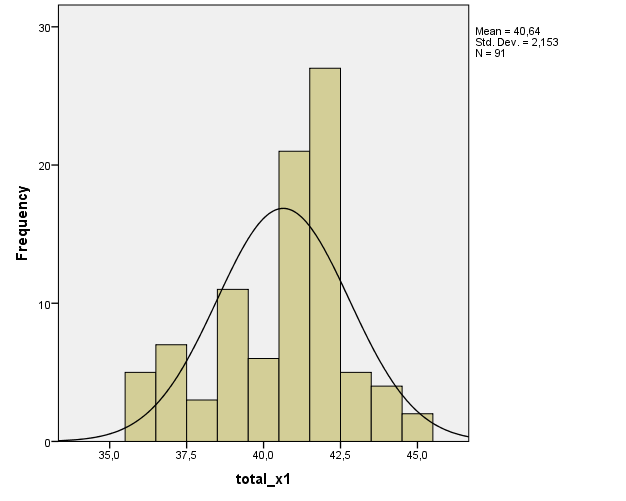 30
20
10
0
Frequency
35,0 37,5 40,0 42,5 45,0
total_x1
Mean = 40,64
Std. Dev. = 2,153
N = 91